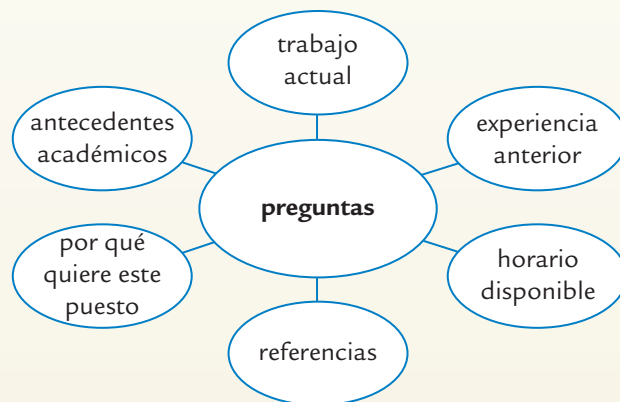 trabajo
actual
antecedentes
académicos
experiencia
anterior
preguntas
por qué
quiere este
puesto
horario
disponible
referencias